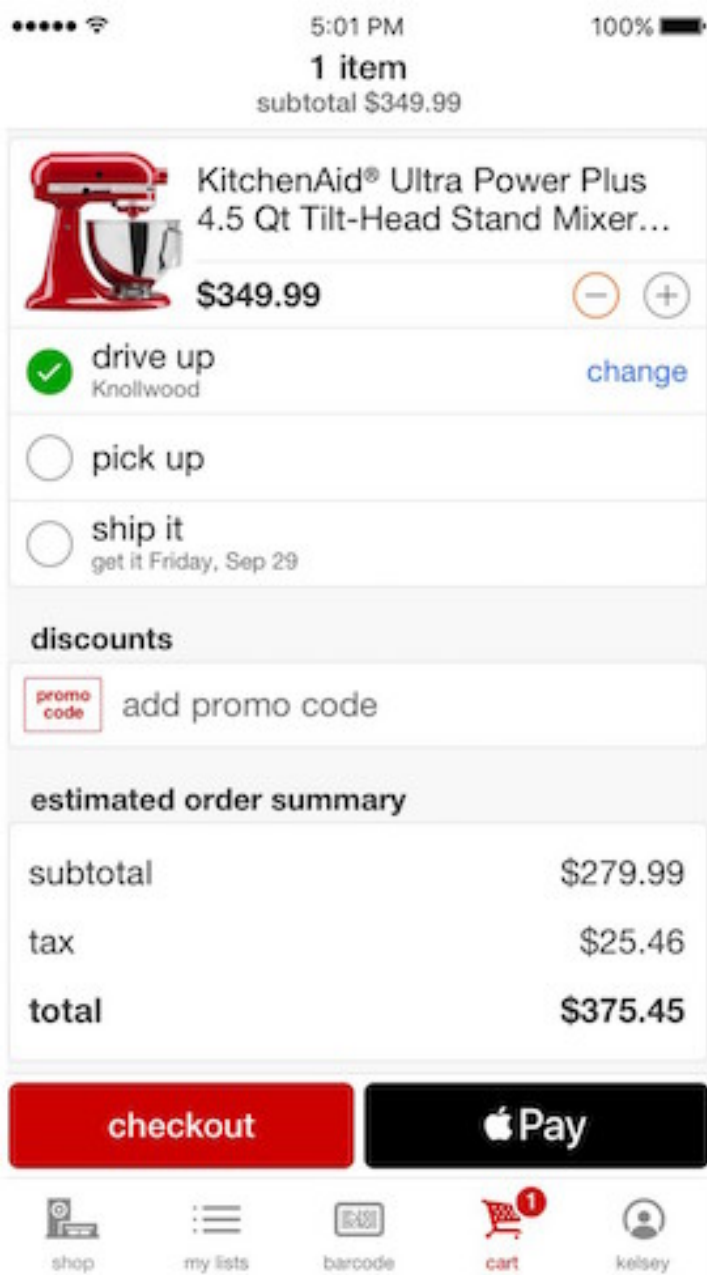 5:01 PM
100%
1 item
subtotal $349.99
KitchenAid® Ultra Power Plus
4.5 Qt Tilt-Head Stand Mixer...
$349.99
drive up
Knollwood
change
pick up
ship it
get it Friday, Sep 29
discounts
promo
code
add promo code
estimated order summary
subtotal
$279.99
tax
$25.46
total
$375.45
checkout
Pay
shop
my lists
barcode
cart
1
kelsey